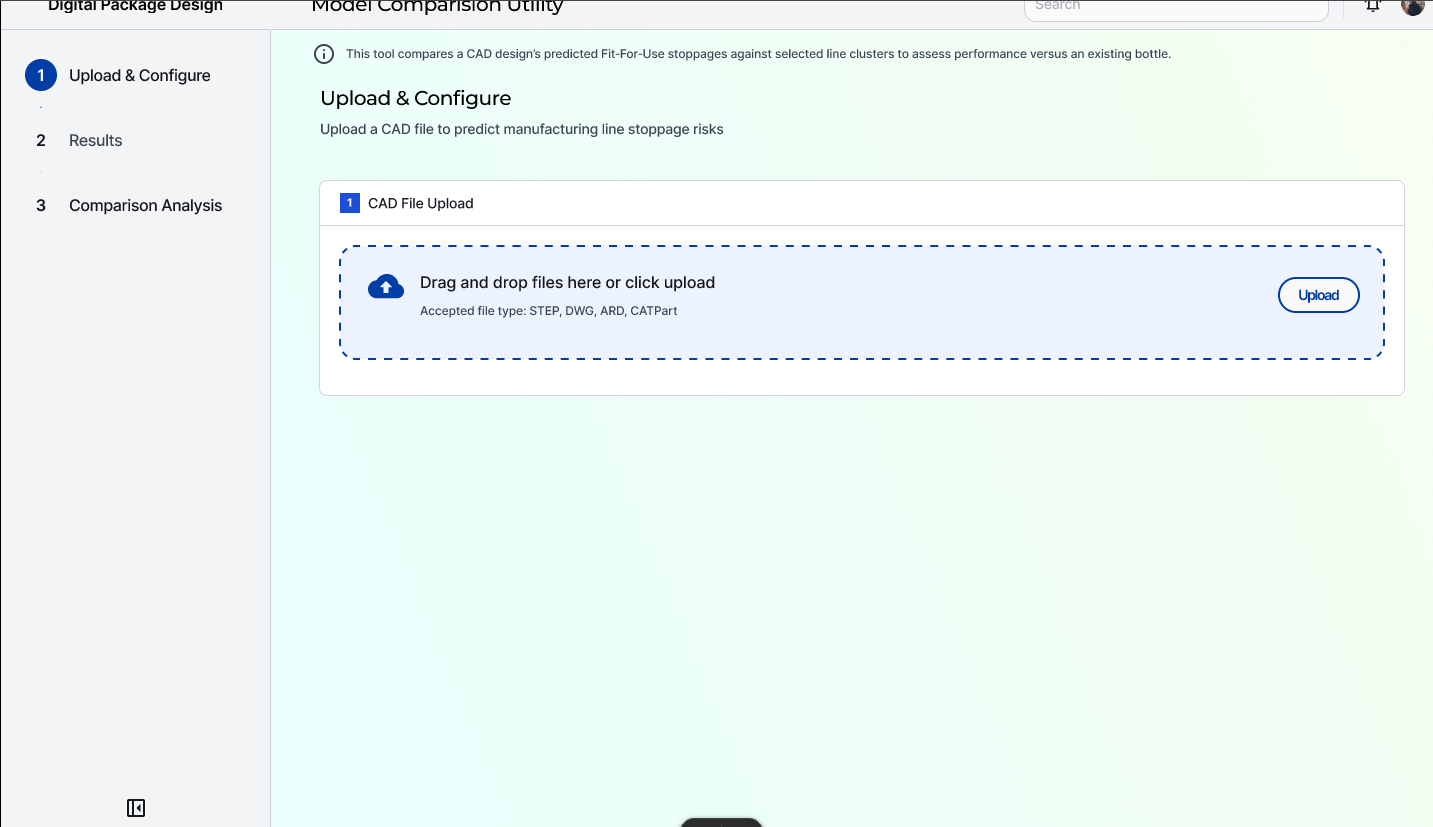 Digital Package Design
Model Comparision Utility
Search
1 Upload & Configure
2 Results
3 Comparison Analysis
This tool compares a CAD design's predicted Fit-For-Use stoppages against selected line clusters to assess performance versus an existing bottle.
Upload & Configure
Upload a CAD file to predict manufacturing line stoppage risks
1 CAD File Upload
Drag and drop files here or click upload
Accepted file type: STEP, DWG, ARD, CATPart
Upload